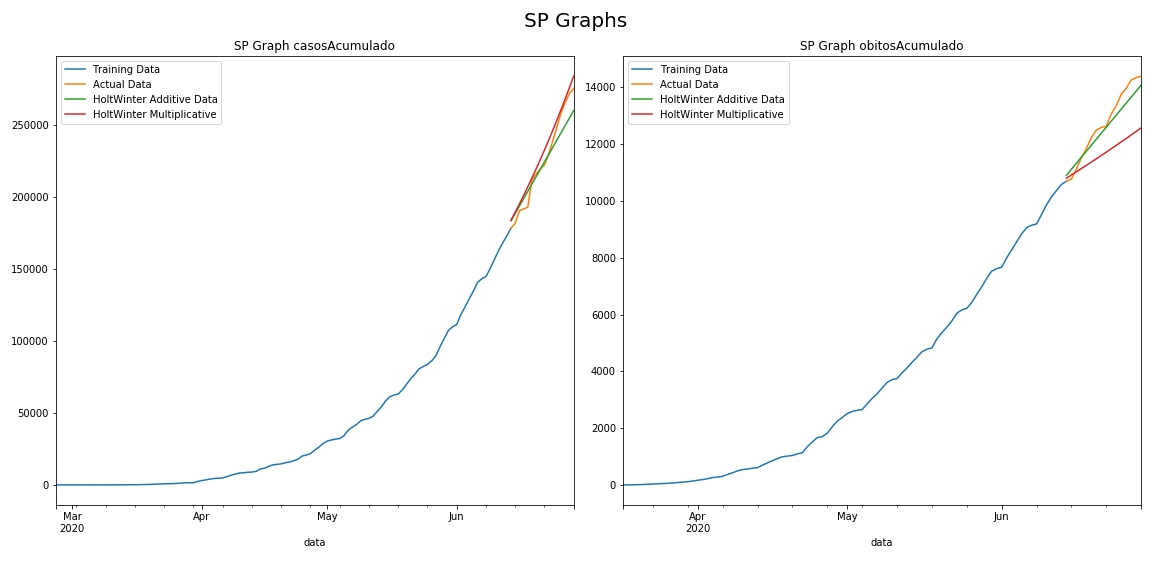 SP Graphs
SP Graph casosAcumulado
Training Data
Actual Data
HoltWinter Additive Data
HoltWinter Multiplicative
250000
200000
150000
100000
50000
0
Mar
2020
Apr
May
Jun
data
SP Graph obitosAcumulado
Training Data
Actual Data
HoltWinter Additive Data
HoltWinter Multiplicative
14000
12000
10000
8000
6000
4000
2000
0
Apr
2020
May
Jun
data